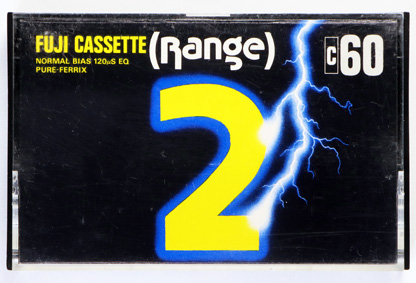 FUJI CASSETTE (Range) C60
NORMAL BIAS 120µS EQ
PURE-FERRIX
2